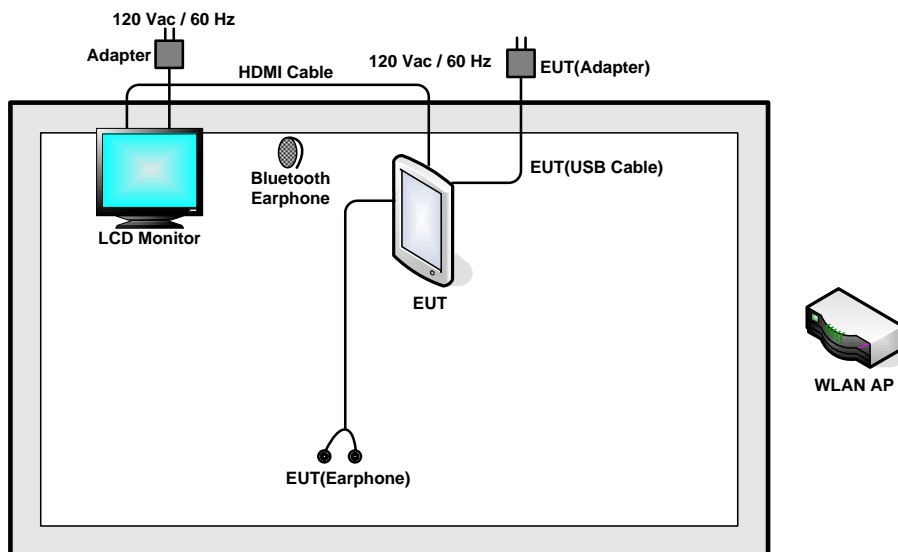 120 Vac / 60 Hz
Adapter
HDMI Cable
120 Vac / 60 Hz
EUT(Adapter)
Bluetooth
Earphone
EUT(USB Cable)
LCD Monitor
EUT
WLAN AP
EUT(Earphone)